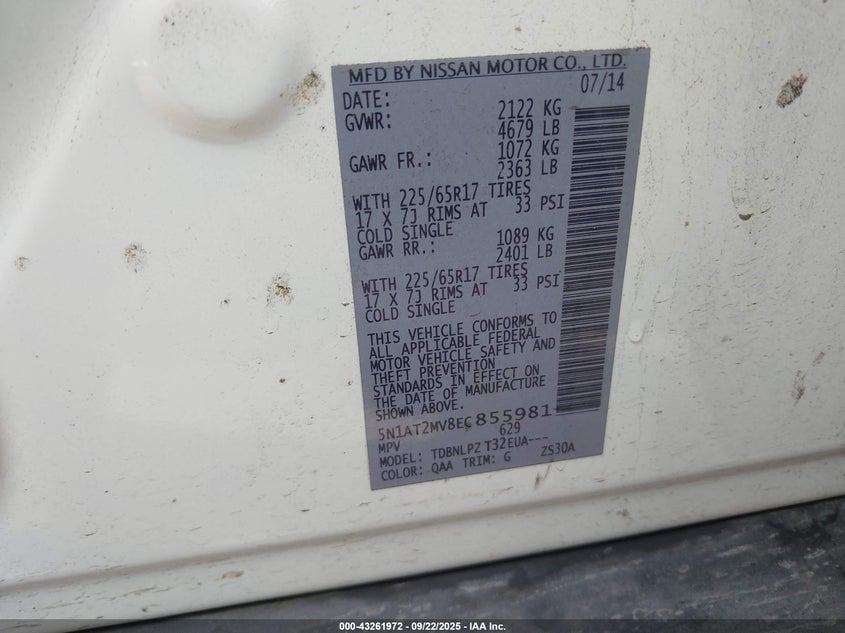 MFD BY NISSAN MOTOR CO., LTD.
DATE: 07/14
GVWR: 2122 KG
4679 LB
GAWR FR.: 1072 KG
2363 LB
WITH 225/65R17 TIRES
17 X 7J RIMS AT 33 PSI
COLD SINGLE
GAWR RR.: 1089 KG
2401 LB
WITH 225/65R17 TIRES
17 X 7J RIMS AT 33 PSI
COLD SINGLE
THIS VEHICLE CONFORMS TO
ALL APPLICABLE FEDERAL
MOTOR VEHICLE SAFETY AND
THEFT PREVENTION
STANDARDS IN EFFECT ON
THE DATE OF MANUFACTURE
SHOWN ABOVE.
5N1AT2MV8EC855981
MPV 629
MODEL: TDBNLPZ T32EUA---
COLOR: QAA TRIM: G ZS30A
000-43261972 - 09/22/2025 - IAA Inc.